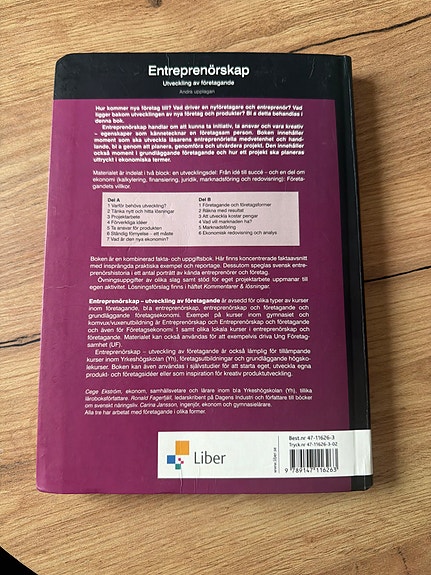 Entreprenörskap
Utveckling av företagande
Andra upplagan
Hur kommer nya företag till? Vad driver en nyföretagare och entreprenör? Vad
ligger bakom utvecklingen av nya företag och produkter? Bl a detta behandlas i
denna bok.
Entreprenörskap handlar om att kunna ta initiativ, ta ansvar och vara kreativ
– egenskaper som kännetecknar en företagsam person. Boken innehåller
moment som ska utveckla läsarens entreprenöriella medvetenhet och hand-
lande, bl a genom att planera, genomföra och utvärdera projekt. Den innehåller
också moment i grundläggande företagande och hur ett projekt ska planeras
uttryckt i ekonomiska termer.
Materialet är indelat i två block: en utvecklingsdel: Från idé till succé – och en del om
ekonomi (kalkylering, finansiering, juridik, marknadsföring och redovisning): Företa-
gandets villkor.
Del A
1 Varför behövs utveckling?
2 Tänka nytt och hitta lösningar
3 Projektarbete
4 Förverkliga idéer
5 Ta ansvar för produkten
6 Ständig förnyelse – ett måste
7 Vad är den nya ekonomin?
Del B
1 Företagande och företagsformer
2 Räkna med resultat
3 Att utveckla kostar pengar
4 Vad vill marknaden ha?
5 Marknadsföring
6 Ekonomisk redovisning och analys
Boken är en kombinerad fakta- och uppgiftsbok. Här finns koncentrerade faktaavsnitt
med insprängda praktiska exempel och reportage. Dessutom speglas svensk entre-
prenörshistoria i ett antal porträtt av kända entreprenörer och företag.
Övningsuppgifter av olika slag samt stöd för eget projektarbete uppmanar till
egen aktivitet. Lösningsförslag finns i häftet Kommentarer & lösningar.
Entreprenörskap – utveckling av företagande är avsedd för olika typer av kurser
inom företagande, bl a entreprenörskap, entreprenörskap och företagande och
grundläggande företagsekonomi. Exempel på kurser inom gymnasiet och
komvux/vuxenutbildning är Entreprenörskap och Entreprenörskap och företagande
och även för Företagsekonomi 1 samt olika lokala kurser i entreprenörskap och
företagande. Materialet kan också användas för att exempelvis driva Ung Företag-
samhet (UF).
Entreprenörskap – utveckling av företagande är också lämplig för tillämpande
kurser inom Yrkeshögskolan (Yh), företagsutbildningar och grundläggande högsko-
lekurser. Boken kan även användas i självstudier för att starta eget, utveckla egna
produkt- och företagsidéer eller som inspiration för kreativ produktutveckling.
Cege Ekström, ekonom, samhällsvetare och lärare inom bl a Yrkeshögskolan (Yh), tillika
läroboksförfattare. Ronald Fagerfjäll, ledarskribent på Dagens Industri och författare till böcker
om svenskt näringsliv. Carina Jansson, ingenjör, ekonom och gymnasielärare.
Alla tre har arbetat med företagande i olika former.
Liber
www.liber.se
Best.nr 47-11626-3
Tryck.nr 47-11626-3-02
9 789147 116263